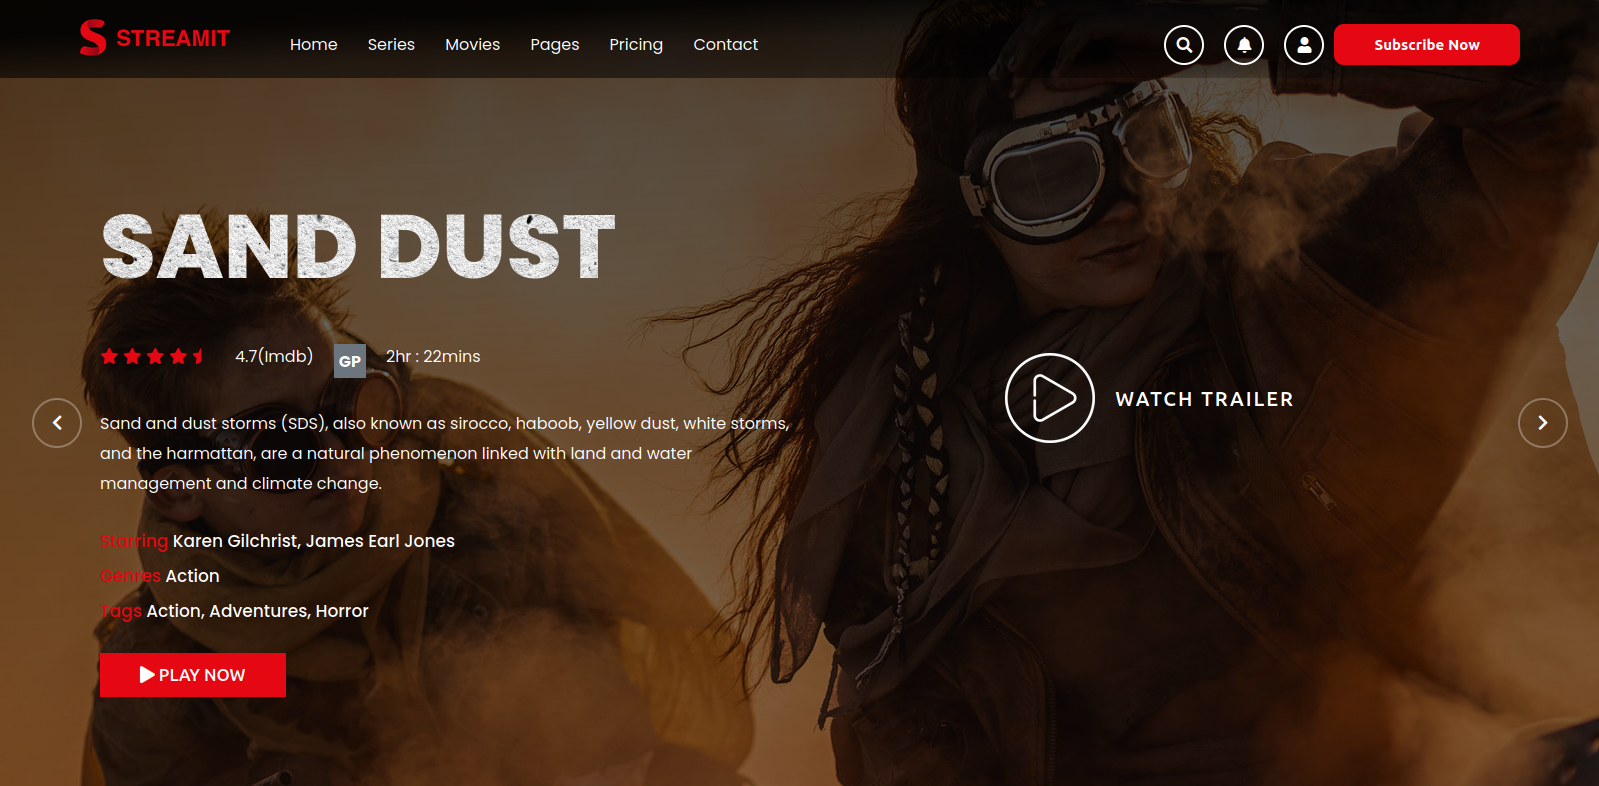 STREAMIT
Home Series Movies Pages Pricing Contact
Subscribe Now
SAND DUST
4.7(Imdb) GP 2hr : 22mins
Sand and dust storms (SDS), also known as sirocco, haboob, yellow dust, white storms,
and the harmattan, are a natural phenomenon linked with land and water
management and climate change.
Starring Karen Gilchrist, James Earl Jones
Genres Action
Tags Action, Adventures, Horror
PLAY NOW
WATCH TRAILER